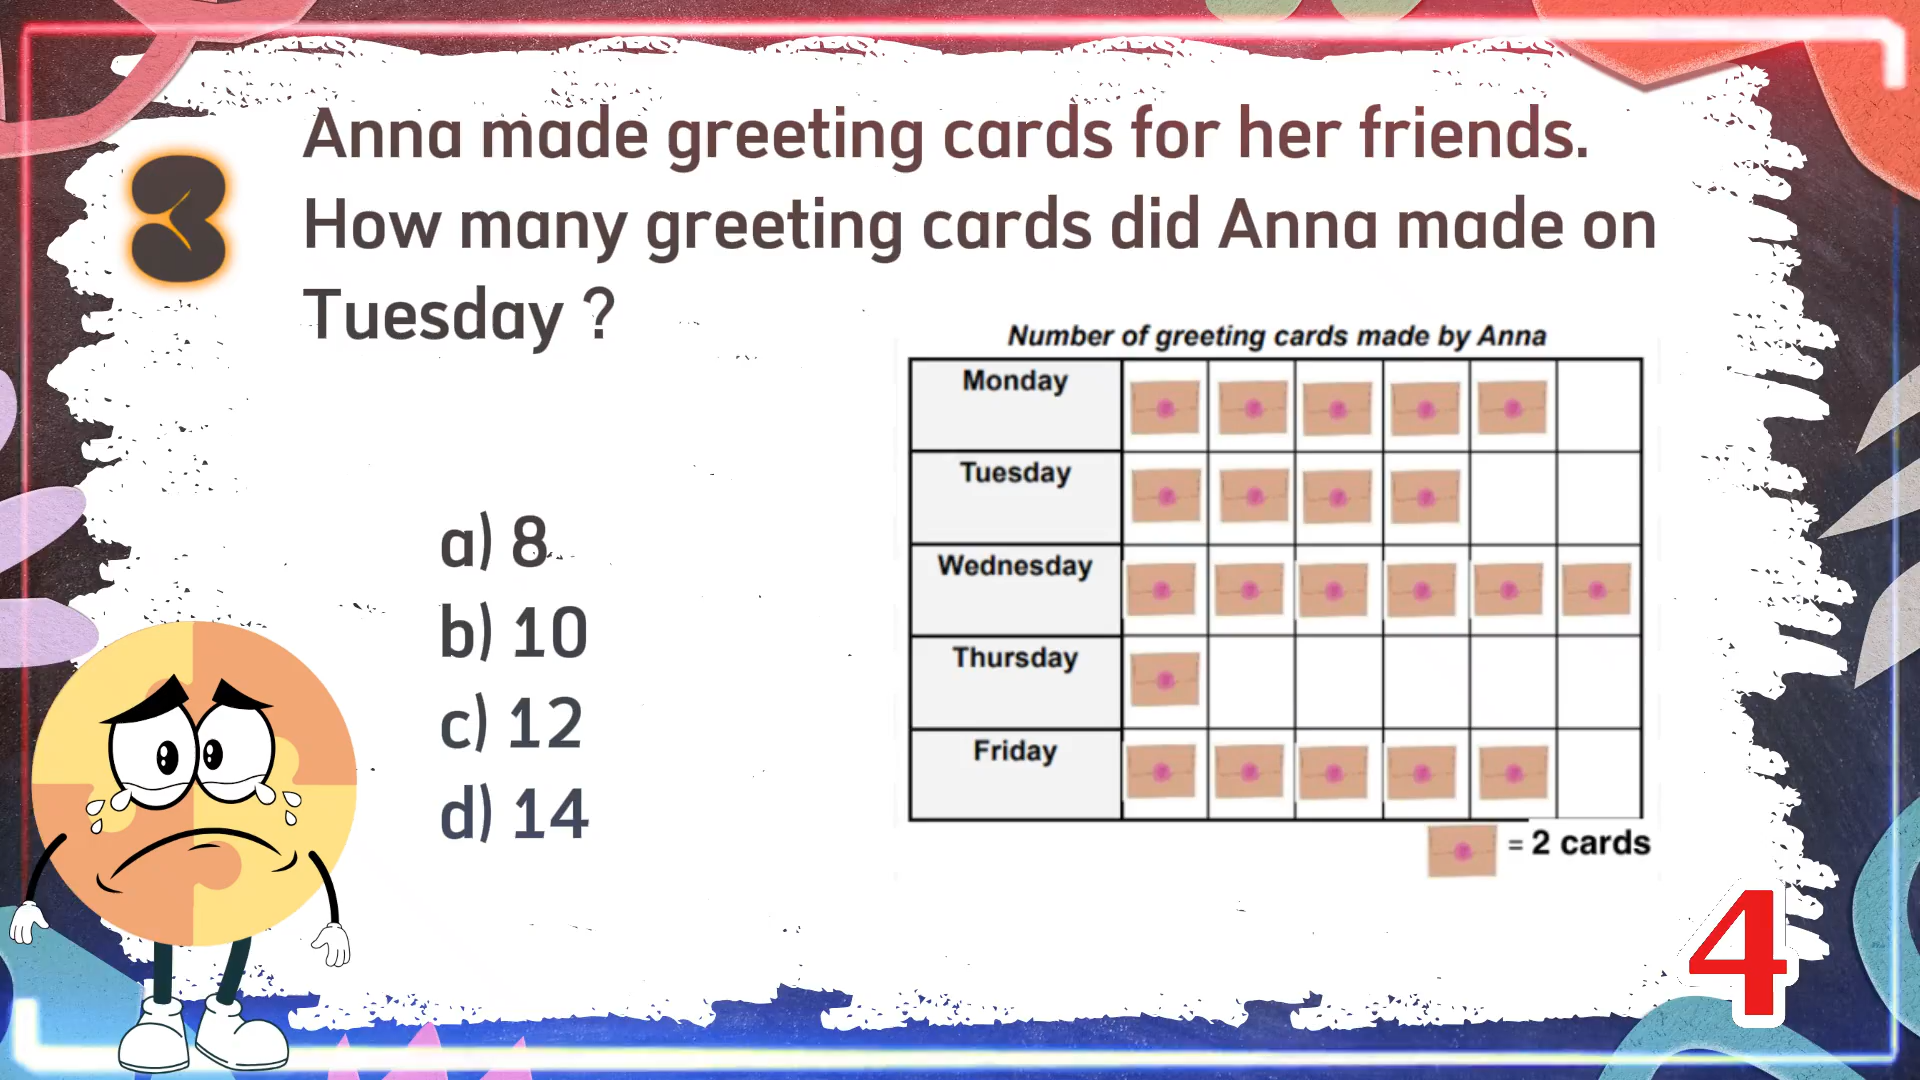 3
Anna made greeting cards for her friends.
How many greeting cards did Anna made on
Tuesday ?
a) 8
b) 10
c) 12
d) 14
Number of greeting cards made by Anna
Monday
Tuesday
Wednesday
Thursday
Friday
= 2 cards
4